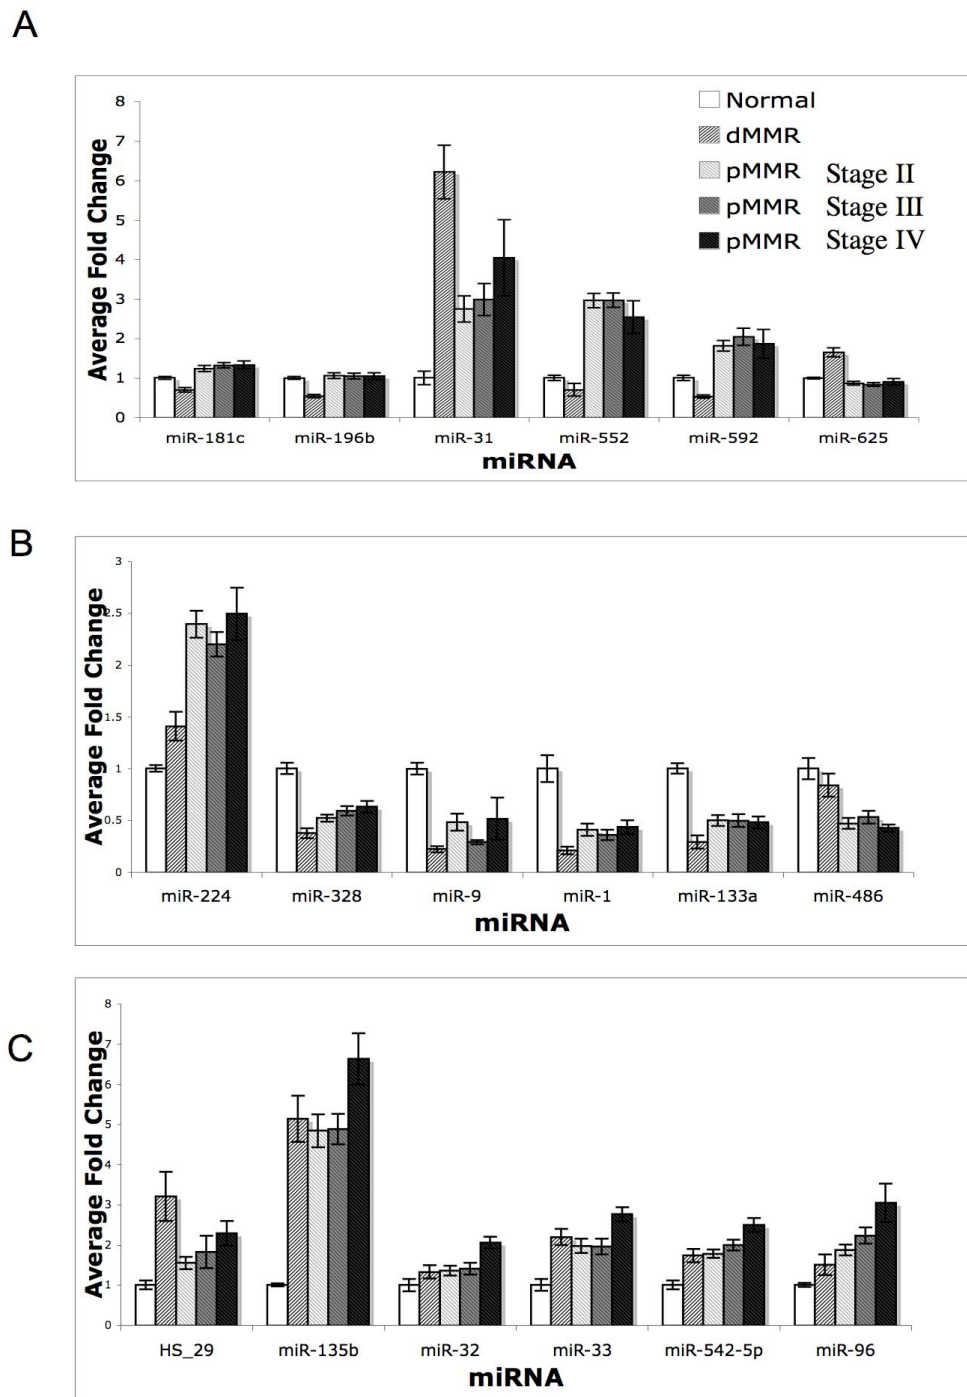 A
Average Fold Change
8
7
6
5
4
3
2
1
0
Normal
dMMR
pMMR Stage II
pMMR Stage III
pMMR Stage IV
miR-181c miR-196b miR-31 miR-552 miR-592 miR-625
miRNA
B
Average Fold Change
3
2.5
2
1.5
1
0.5
0
miR-224 miR-328 miR-9 miR-1 miR-133a miR-486
miRNA
C
Average Fold Change
8
7
6
5
4
3
2
1
0
HS_29 miR-135b miR-32 miR-33 miR-542-5p miR-96
miRNA